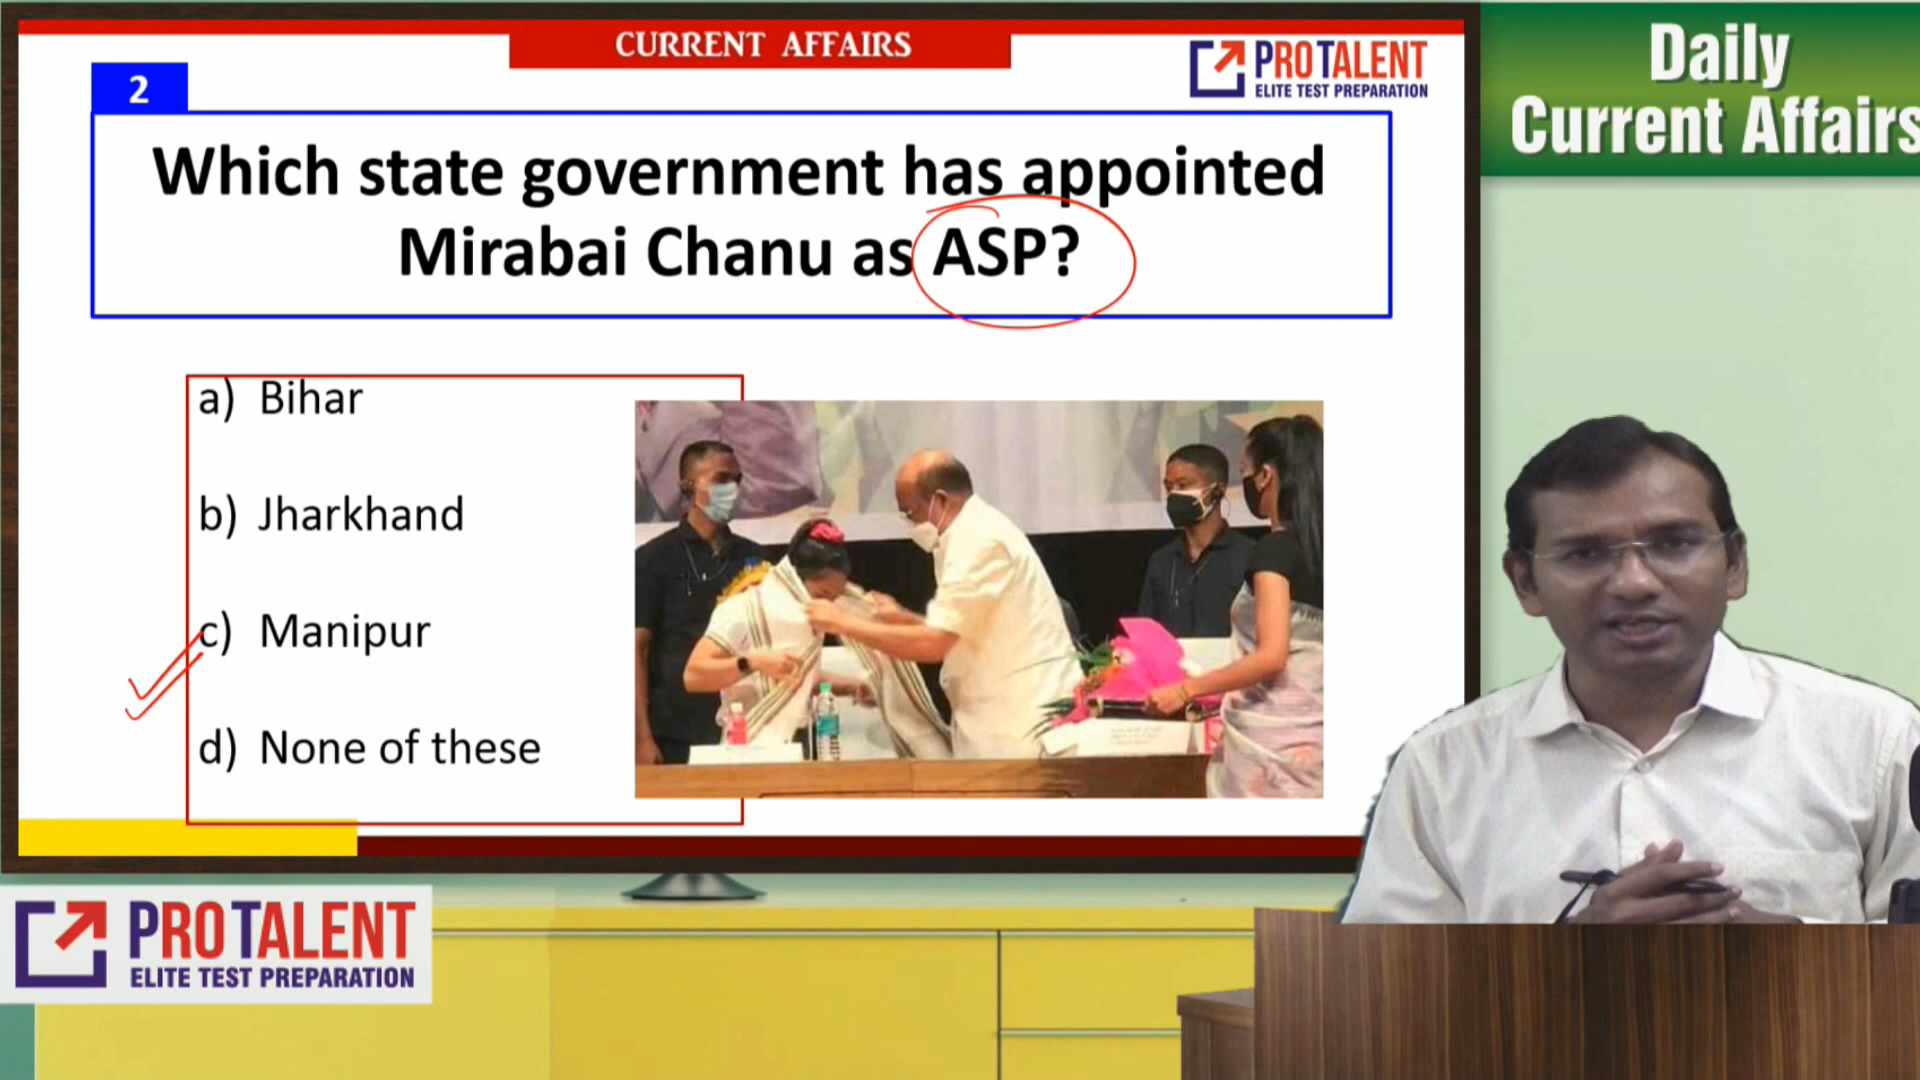 CURRENT AFFAIRS
PROTALENT
ELITE TEST PREPARATION
Daily
Current Affairs
2
Which state government has appointed
Mirabai Chanu as ASP?
a) Bihar
b) Jharkhand
c) Manipur
d) None of these
PROTALENT
ELITE TEST PREPARATION